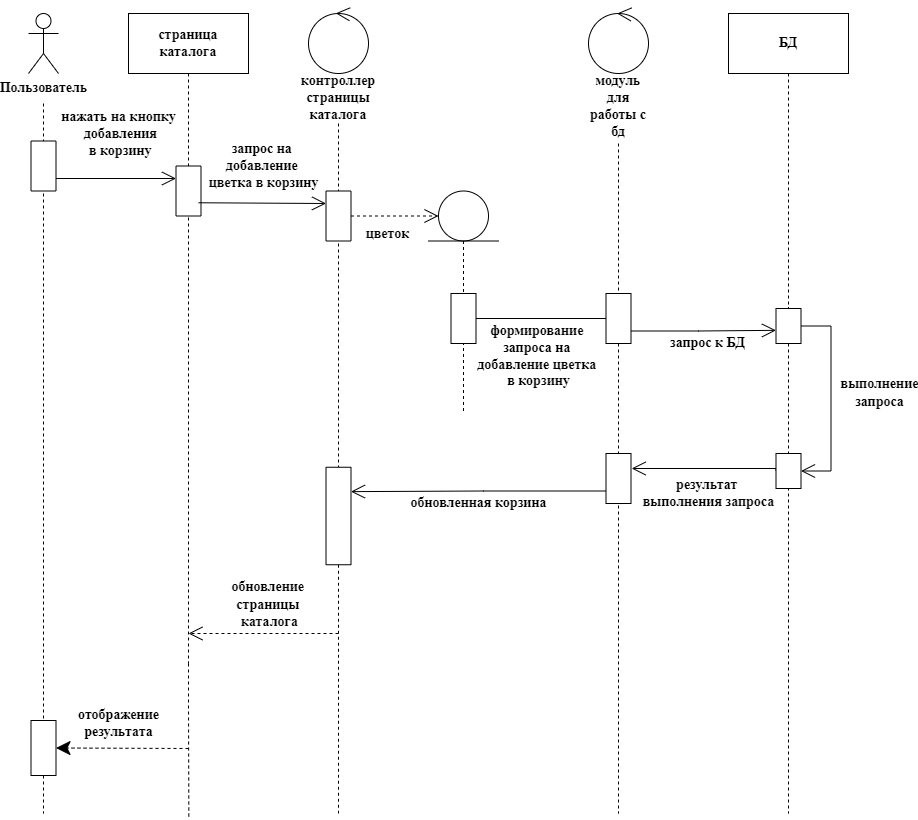 страница
каталога
БД
Пользователь
контроллер
страницы
каталога
модуль
для
работы с
бд
нажать на кнопку
добавления
в корзину
запрос на
добавление
цветка в корзину
цветок
формирование
запроса на
добавление цветка
в корзину
запрос к БД
выполнение
запроса
результат
выполнения запроса
обновленная корзина
обновление
страницы
каталога
отображение
результата